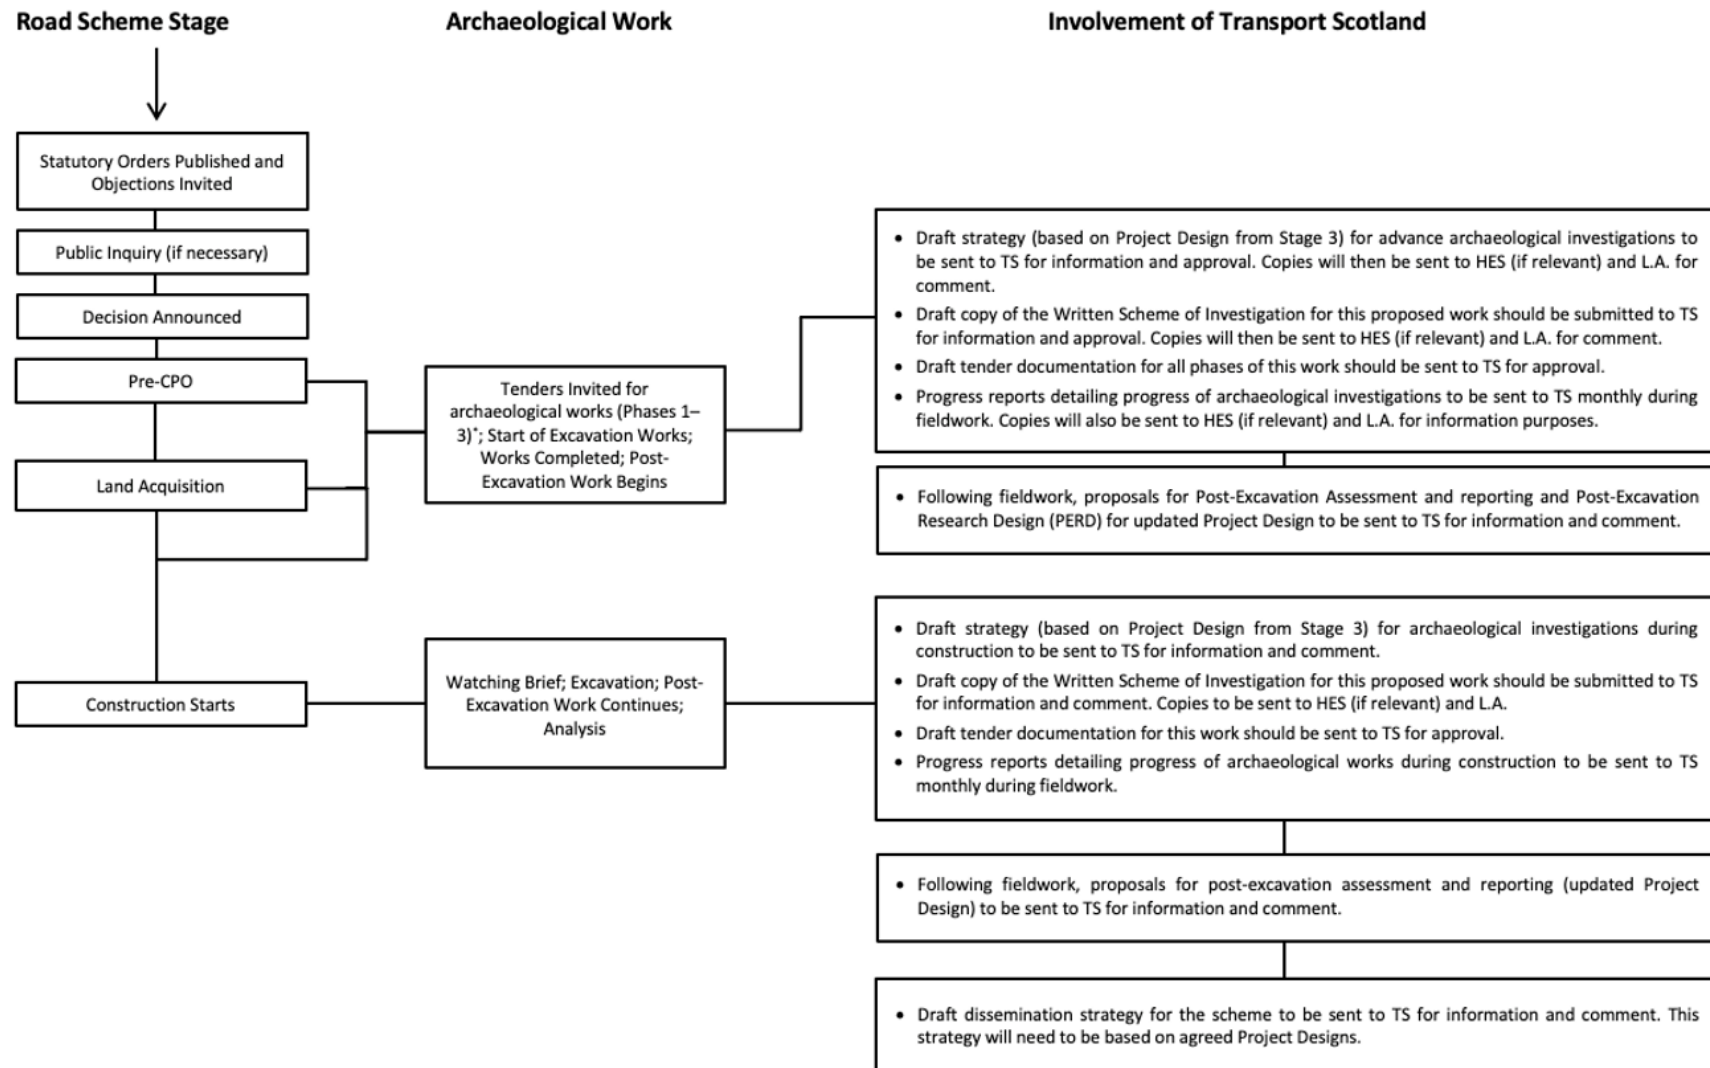 Road Scheme Stage
Archaeological Work
Involvement of Transport Scotland
Statutory Orders Published and
Objections Invited
Public Inquiry (if necessary)
Decision Announced
Pre-CPO
Land Acquisition
Construction Starts
Tenders Invited for
archaeological works (Phases 1–
3)*; Start of Excavation Works;
Works Completed; Post-
Excavation Work Begins
Watching Brief; Excavation; Post-
Excavation Work Continues;
Analysis
• Draft strategy (based on Project Design from Stage 3) for advance archaeological investigations to
be sent to TS for information and approval. Copies will then be sent to HES (if relevant) and L.A. for
comment.
• Draft copy of the Written Scheme of Investigation for this proposed work should be submitted to TS
for information and approval. Copies will then be sent to HES (if relevant) and L.A. for comment.
• Draft tender documentation for all phases of this work should be sent to TS for approval.
• Progress reports detailing progress of archaeological investigations to be sent to TS monthly during
fieldwork. Copies will also be sent to HES (if relevant) and L.A. for information purposes.
• Following fieldwork, proposals for Post-Excavation Assessment and reporting and Post-Excavation
Research Design (PERD) for updated Project Design to be sent to TS for information and comment.
• Draft strategy (based on Project Design from Stage 3) for archaeological investigations during
construction to be sent to TS for information and comment.
• Draft copy of the Written Scheme of Investigation for this proposed work should be submitted to TS
for information and comment. Copies to be sent to HES (if relevant) and L.A.
• Draft tender documentation for this work should be sent to TS for approval.
• Progress reports detailing progress of archaeological works during construction to be sent to TS
monthly during fieldwork.
• Following fieldwork, proposals for post-excavation assessment and reporting (updated Project
Design) to be sent to TS for information and comment.
• Draft dissemination strategy for the scheme to be sent to TS for information and comment. This
strategy will need to be based on agreed Project Designs.